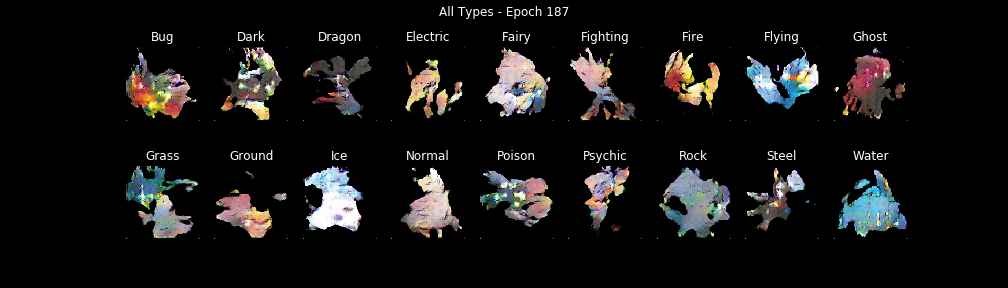 All Types - Epoch 187
Bug Dark Dragon Electric Fairy Fighting Fire Flying Ghost
Grass Ground Ice Normal Poison Psychic Rock Steel Water